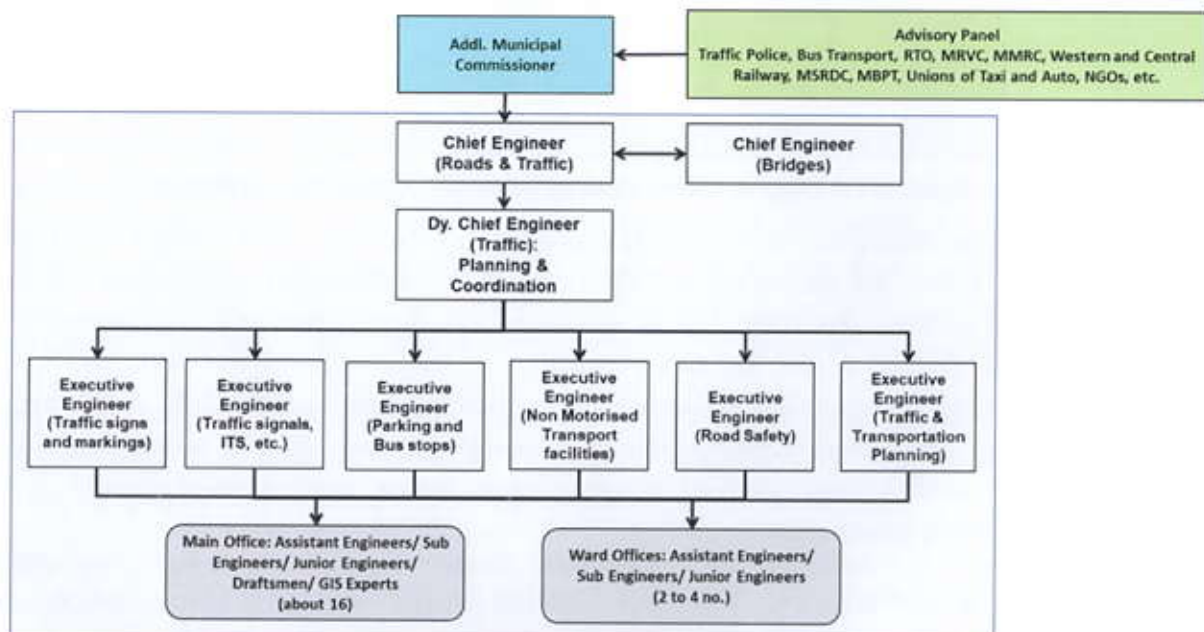 Addl. Municipal
Commissioner
Advisory Panel
Traffic Police, Bus Transport, RTO, MRVC, MMRC, Western and Central
Railway, MSRDC, MBPT, Unions of Taxi and Auto, NGOs, etc.
Chief Engineer
(Roads & Traffic)
Chief Engineer
(Bridges)
Dy. Chief Engineer
(Traffic):
Planning &
Coordination
Executive
Engineer
(Traffic signs
and markings)
Executive
Engineer
(Traffic signals,
ITS, etc.)
Executive
Engineer
(Parking and
Bus stops)
Executive
Engineer
(Non Motorised
Transport
facilities)
Executive
Engineer
(Road Safety)
Executive
Engineer
(Traffic &
Transportation
Planning)
Main Office: Assistant Engineers/ Sub
Engineers/ Junior Engineers/
Draftsmen/ GIS Experts
(about 16)
Ward Offices: Assistant Engineers/
Sub Engineers/ Junior Engineers
(2 to 4 no.)